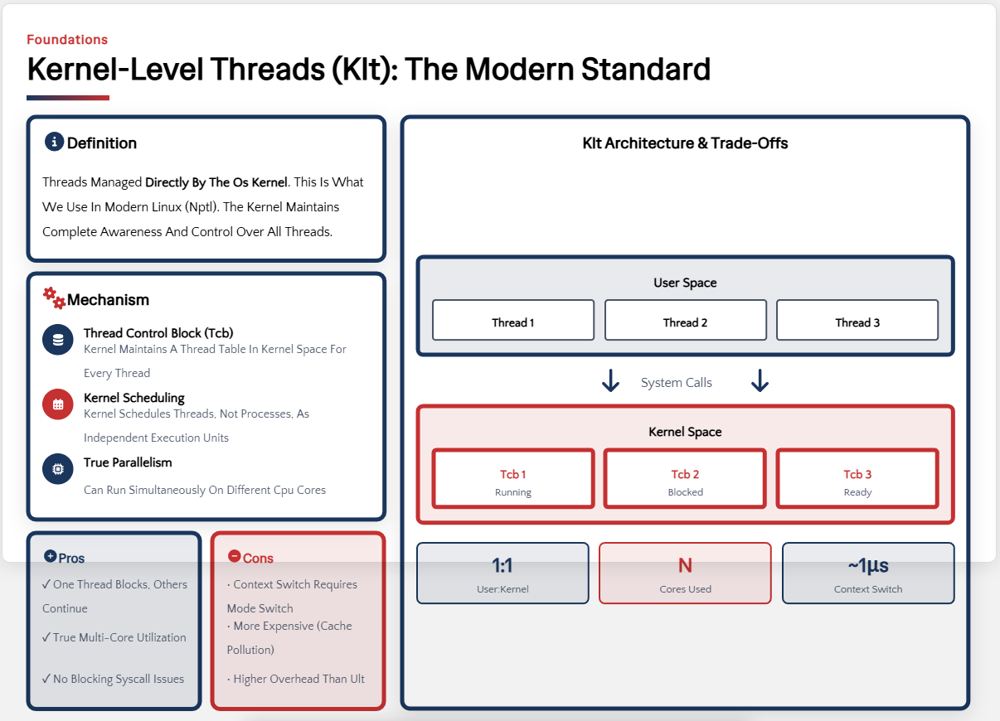 Foundations
Kernel-Level Threads (Klt): The Modern Standard
Definition
Threads Managed Directly By The Os Kernel. This Is What
We Use In Modern Linux (Nptl). The Kernel Maintains
Complete Awareness And Control Over All Threads.
Mechanism
Thread Control Block (Tcb)
Kernel Maintains A Thread Table In Kernel Space For
Every Thread
Kernel Scheduling
Kernel Schedules Threads, Not Processes, As
Independent Execution Units
True Parallelism
Can Run Simultaneously On Different Cpu Cores
Pros
✓ One Thread Blocks, Others
Continue
✓ True Multi-Core Utilization
✓ No Blocking Syscall Issues
Cons
· Context Switch Requires
Mode Switch
· More Expensive (Cache
Pollution)
· Higher Overhead Than Ult
Klt Architecture & Trade-Offs
User Space
Thread 1
Thread 2
Thread 3
System Calls
Kernel Space
Tcb 1
Running
Tcb 2
Blocked
Tcb 3
Ready
1:1
User:Kernel
N
Cores Used
~1µs
Context Switch